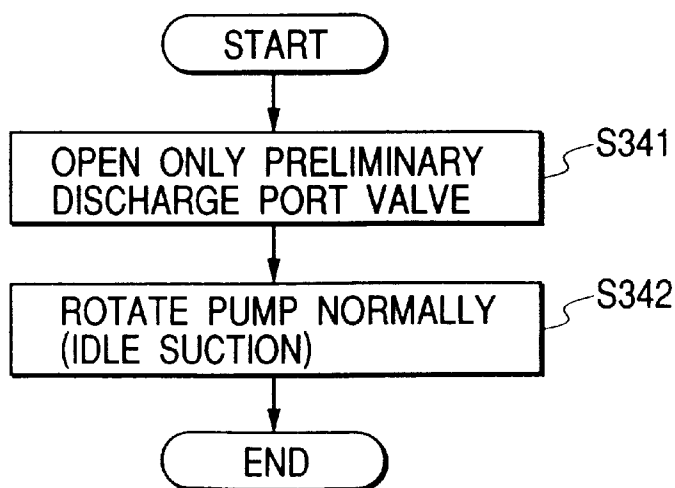 START
OPEN ONLY PRELIMINARY
DISCHARGE PORT VALVE
S341
ROTATE PUMP NORMALLY
(IDLE SUCTION)
S342
END